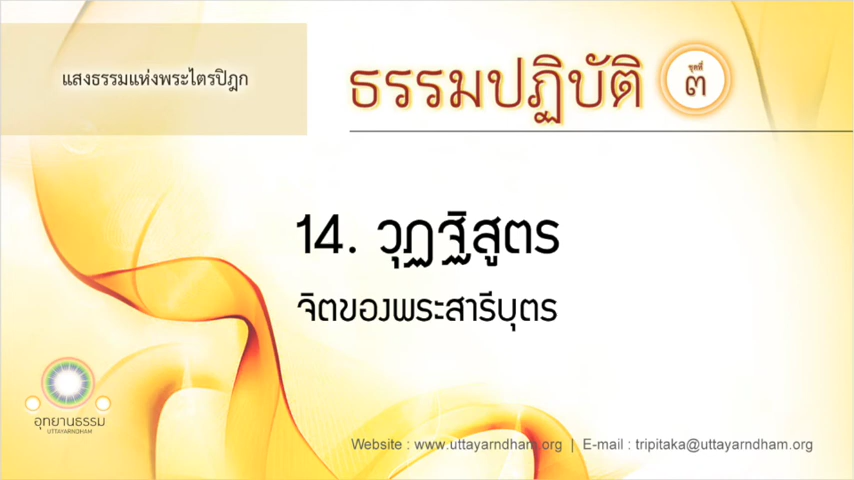 แสงธรรมแห่งพระไตรปิฎก
ธรรมปฏิบัติ
ชุดที่
๓
14. วุฏฐิสูตร
จิตของพระสารีบุตร
อุทยานธรรม
UTTAYARNDHAM
Website : www.uttayarndham.org | E-mail : tripitaka@uttayarndham.org